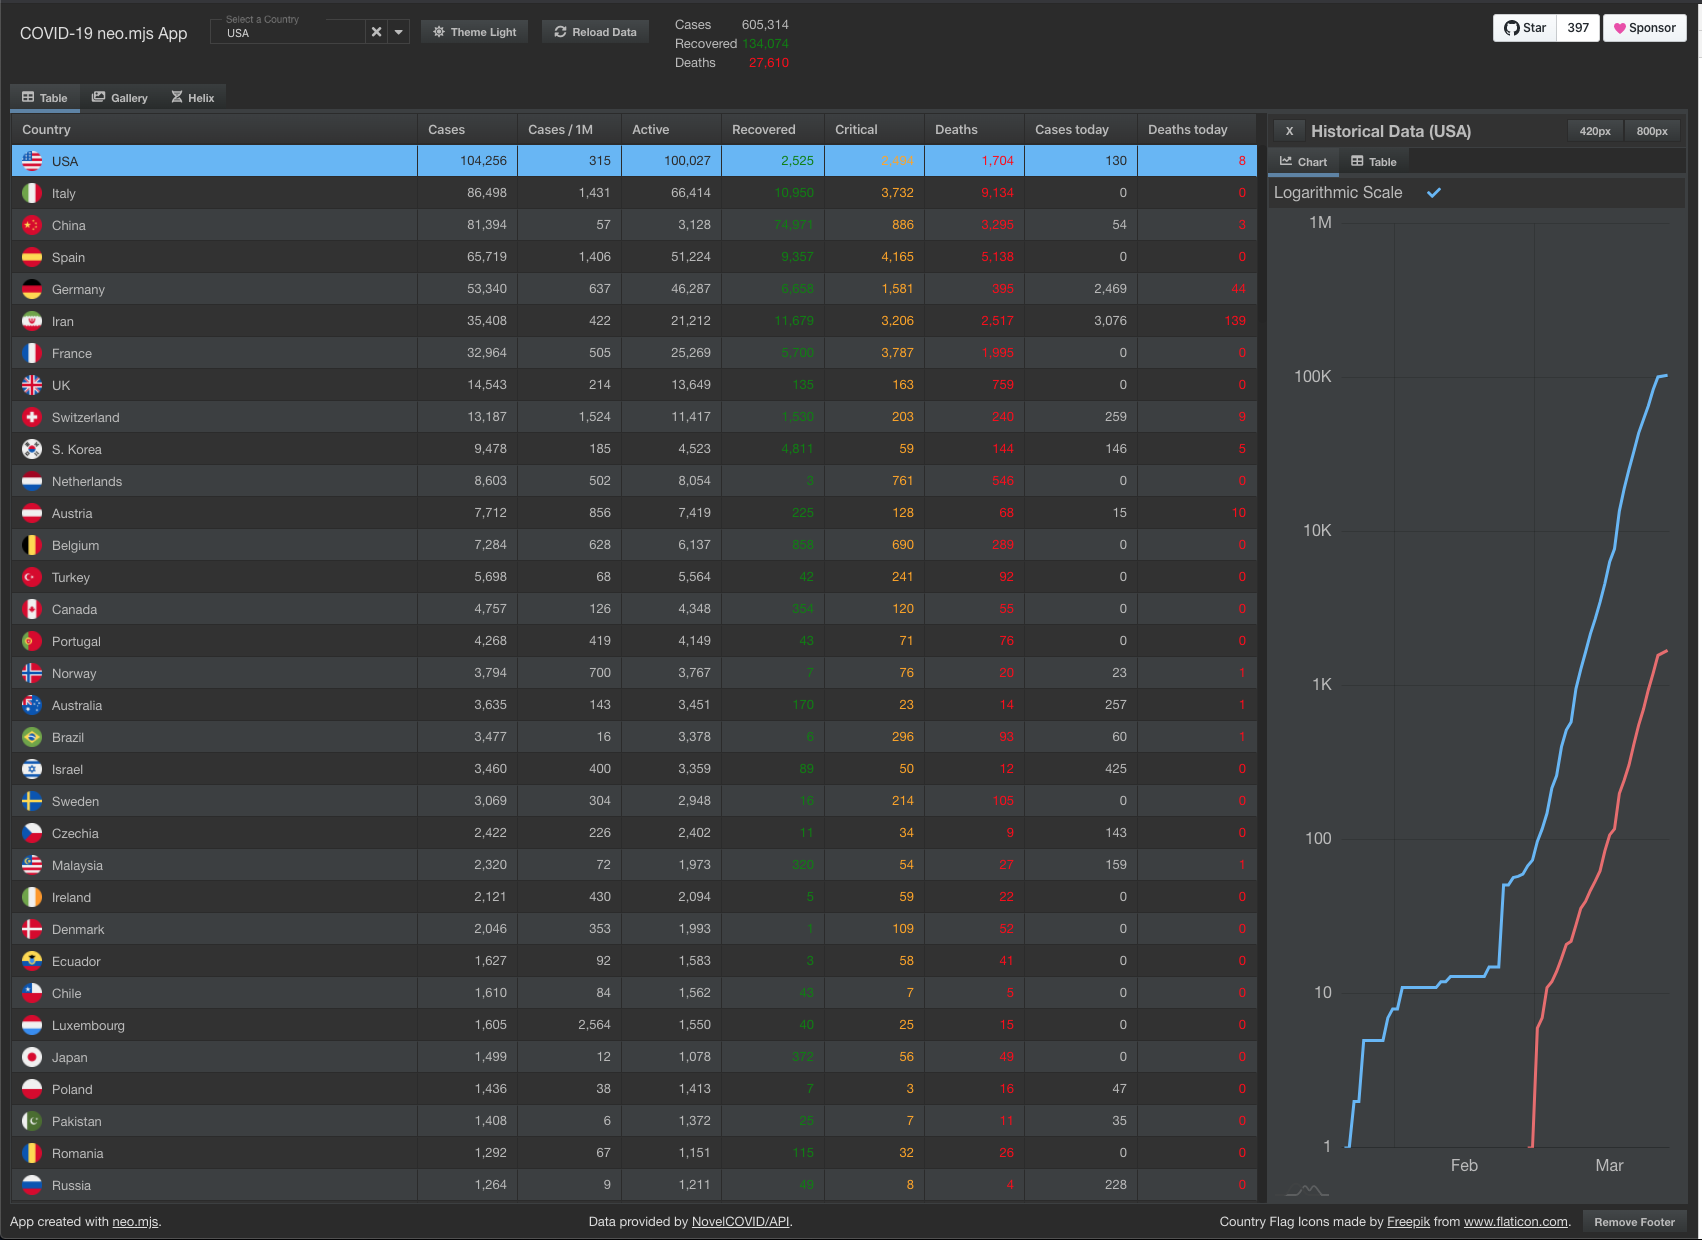 COVID-19 neo.mjs App
Select a Country
USA
Theme Light
Reload Data
Cases 605,314
Recovered 134,074
Deaths 27,610
Star 397 Sponsor
Table Gallery Helix
Country Cases Cases / 1M Active Recovered Critical Deaths Cases today Deaths today
USA 104,256 315 100,027 2,525 2,494 1,704 130 8
Italy 86,498 1,431 66,414 10,950 3,732 9,134 0 0
China 81,394 57 3,128 74,971 886 3,295 54 3
Spain 65,719 1,406 51,224 9,357 4,165 5,138 0 0
Germany 53,340 637 46,287 6,658 1,581 395 2,469 44
Iran 35,408 422 21,212 11,679 3,206 2,517 3,076 139
France 32,964 505 25,269 5,700 3,787 1,995 0 0
UK 14,543 214 13,649 135 163 759 0 0
Switzerland 13,187 1,524 11,417 1,530 203 240 259 9
S. Korea 9,478 185 4,523 4,811 59 144 146 5
Netherlands 8,603 502 8,054 3 761 546 0 0
Austria 7,712 856 7,419 225 128 68 15 10
Belgium 7,284 628 6,137 858 690 289 0 0
Turkey 5,698 68 5,564 42 241 92 0 0
Canada 4,757 126 4,348 354 120 55 0 0
Portugal 4,268 419 4,149 43 71 76 0 0
Norway 3,794 700 3,767 7 76 20 23 1
Australia 3,635 143 3,451 170 23 14 257 1
Brazil 3,477 16 3,378 6 296 93 60 1
Israel 3,460 400 3,359 89 50 12 425 0
Sweden 3,069 304 2,948 16 214 105 0 0
Czechia 2,422 226 2,402 11 34 9 143 0
Malaysia 2,320 72 1,973 320 54 27 159 1
Ireland 2,121 430 2,094 5 59 22 0 0
Denmark 2,046 353 1,993 1 109 52 0 0
Ecuador 1,627 92 1,583 3 58 41 0 0
Chile 1,610 84 1,562 43 7 5 0 0
Luxembourg 1,605 2,564 1,550 40 25 15 0 0
Japan 1,499 12 1,078 372 56 49 0 0
Poland 1,436 38 1,413 7 3 16 47 0
Pakistan 1,408 6 1,372 25 7 11 35 0
Romania 1,292 67 1,151 115 32 26 0 0
Russia 1,264 9 1,211 49 8 4 228 0
X Historical Data (USA) 420px 800px
Chart Table
Logarithmic Scale
1M
100K
10K
1K
100
10
1
Feb Mar
App created with neo.mjs.
Data provided by NovelCOVID/API.
Country Flag Icons made by Freepik from www.flaticon.com.
Remove Footer